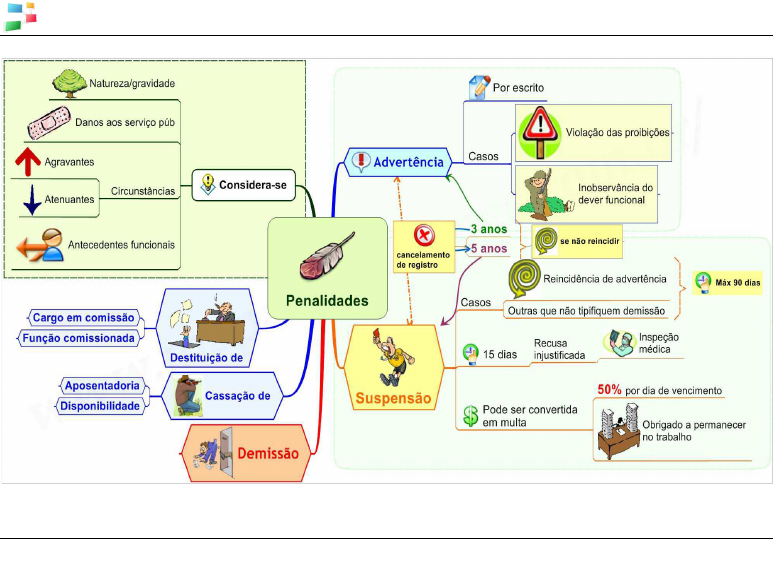 Natureza/gravidade
Danos aos serviço púb
Agravantes
Atenuantes
Circunstâncias
Antecedentes funcionais
Considera-se
Penalidades
Advertência
Por escrito
Casos
Violação das proibições
Inobservância do
dever funcional
cancelamento
de registro
3 anos
5 anos
se não reincidir
Suspensão
Casos
Reincidência de advertência
Outras que não tipifiquem demissão
Máx 90 dias
15 dias
Recusa
injustificada
Inspeção
médica
Pode ser convertida
em multa
50% por dia de vencimento
Obrigado a permanecer
no trabalho
Cargo em comissão
Função comissionada
Destituição de
Aposentadoria
Disponibilidade
Cassação de
Demissão